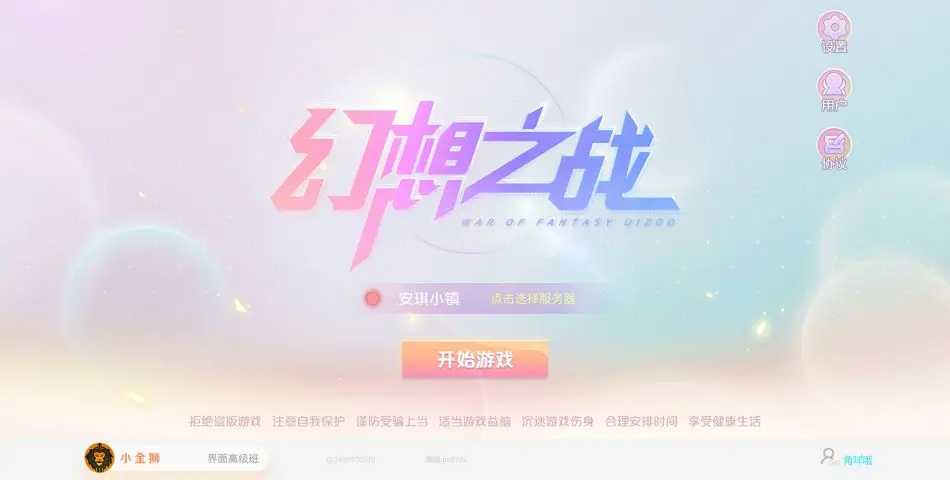 设置
用户
协议
幻想之战
WAR OF FANTASY UIZOO
安琪小镇 点击选择服务器
开始游戏
拒绝盗版游戏 注意自我保护 谨防受骗上当 适当游戏益脑 沉迷游戏伤身 合理安排时间 享受健康生活
小金狮 界面高级班
角咩哦